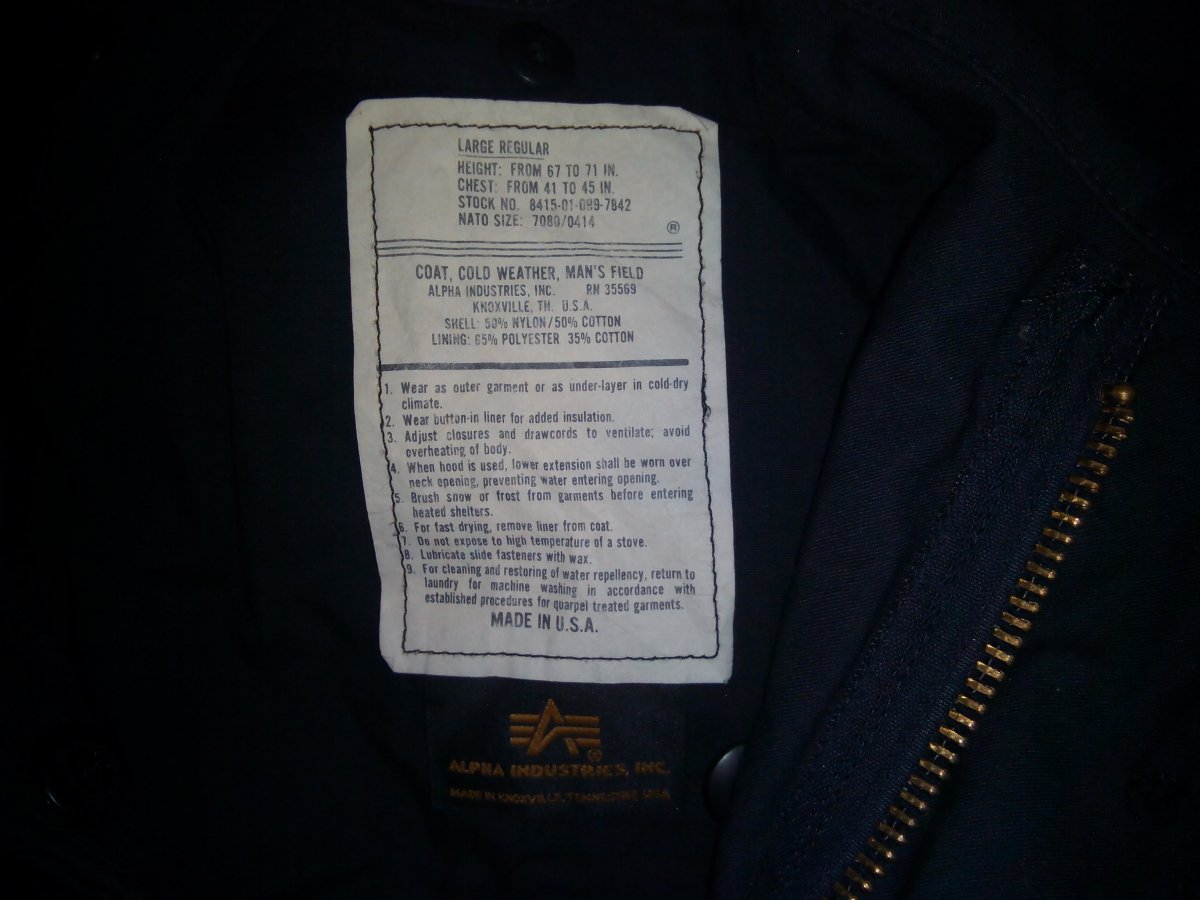 LARGE REGULAR
HEIGHT: FROM 67 TO 71 IN.
CHEST: FROM 41 TO 45 IN.
STOCK NO. 8415-01-099-7842
NATO SIZE: 7080/0414
®
COAT, COLD WEATHER, MAN'S FIELD
ALPHA INDUSTRIES, INC. RN 35569
KNOXVILLE, TN. U.S.A.
SHELL: 50% NYLON/50% COTTON
LINING: 65% POLYESTER 35% COTTON
1. Wear as outer garment or as under-layer in cold-dry
climate.
2. Wear button-in liner for added insulation.
3. Adjust closures and drawcords to ventilate; avoid
overheating of body.
4. When hood is used, lower extension shall be worn over
neck opening, preventing water entering opening.
5. Brush snow or frost from garments before entering
heated shelters.
6. For fast drying, remove liner from coat.
7. Do not expose to high temperature of a stove.
8. Lubricate slide fasteners with wax.
9. For cleaning and restoring of water repellency, return to
laundry for machine washing in accordance with
established procedures for quarpel treated garments.
MADE IN U.S.A.
ALPHA INDUSTRIES, INC.
MADE IN KNOXVILLE, TENNESSEE USA